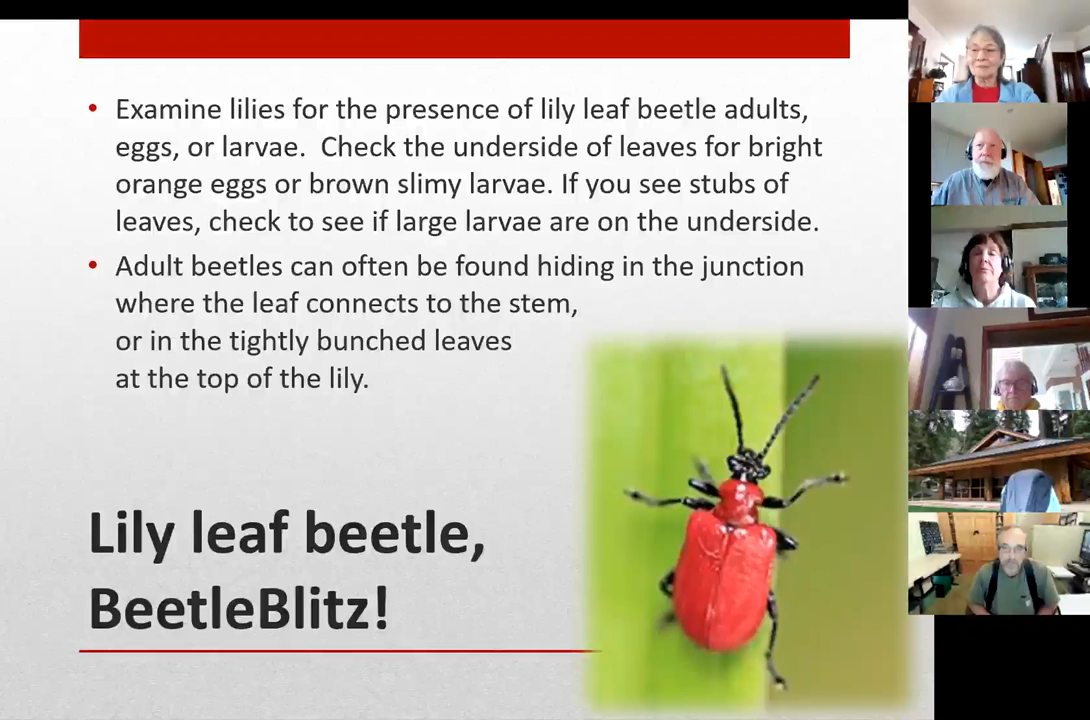 • Examine lilies for the presence of lily leaf beetle adults,
eggs, or larvae.  Check the underside of leaves for bright
orange eggs or brown slimy larvae. If you see stubs of
leaves, check to see if large larvae are on the underside.
• Adult beetles can often be found hiding in the junction
where the leaf connects to the stem,
or in the tightly bunched leaves
at the top of the lily.
Lily leaf beetle,
BeetleBlitz!